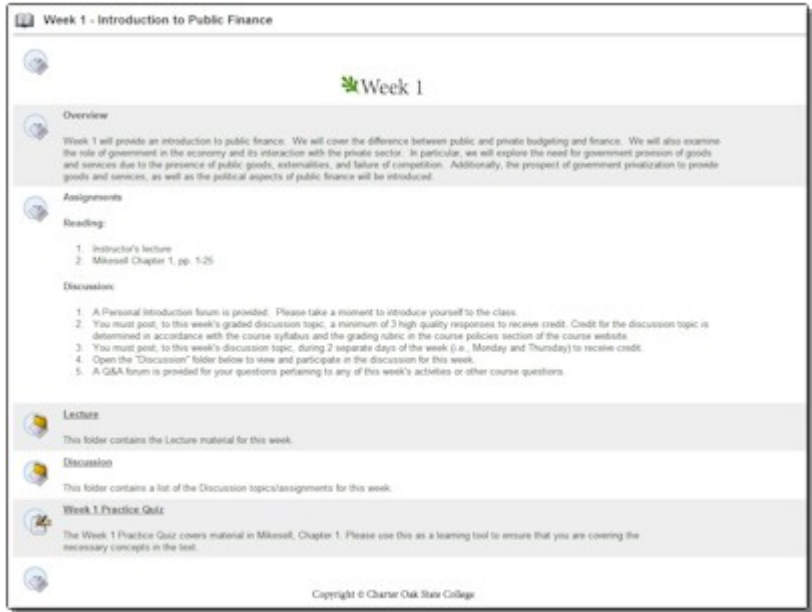 Week 1 - Introduction to Public Finance
Week 1
Overview
Week 1 will provide an introduction to public finance. We will cover the difference between public and private budgeting and finance. We will also examine
the role of government in the economy and its interaction with the private sector. In particular, we will explore the need for government provision of goods
and services due to the presence of public goods, externalities, and failure of competition. Additionally, the prospect of government privatization to provide
goods and services, as well as the political aspects of public finance will be introduced.
Assignments
Reading:
1. Instructor's lecture
2. Mikesell Chapter 1, pp. 1-25
Discussion:
1. A Personal Introduction forum is provided. Please take a moment to introduce yourself to the class.
2. You must post, to this week's graded discussion topic, a minimum of 3 high quality responses to receive credit. Credit for the discussion topic is
determined in accordance with the course syllabus and the grading rubric in the course policies section of the course website.
3. You must post, to this week's discussion topic, during 2 separate days of the week (i.e., Monday and Thursday) to receive credit.
4. Open the "Discussion" folder below to view and participate in the discussion for this week.
5. A Q&A forum is provided for your questions pertaining to any of this week's activities or other course questions.
Lecture
This folder contains the Lecture material for this week.
Discussion
This folder contains a list of the Discussion topics/assignments for this week.
Week 1 Practice Quiz
The Week 1 Practice Quiz covers material in Mikesell, Chapter 1. Please use this as a learning tool to ensure that you are covering the
necessary concepts in the text.
Copyright © Charter Oak State College